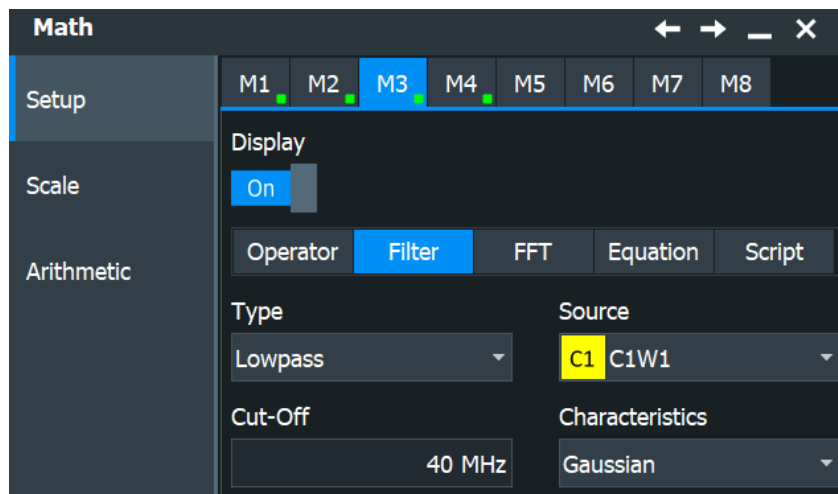 Math
Setup
Scale
Arithmetic
M1 M2 M3 M4 M5 M6 M7 M8
Display
On
Operator Filter FFT Equation Script
Type Source
Lowpass C1 C1W1
Cut-Off Characteristics
40 MHz Gaussian